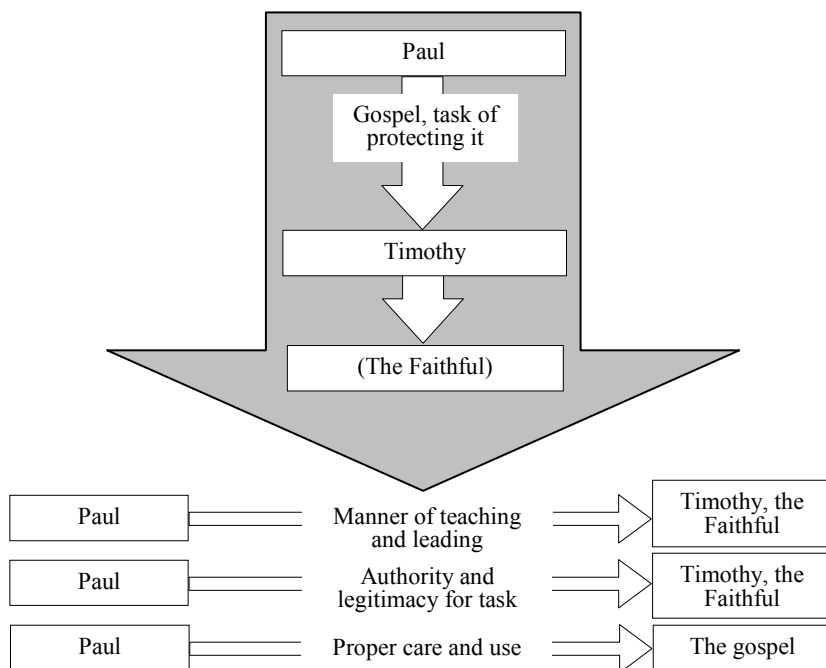 Paul
Gospel, task of
protecting it
Timothy
(The Faithful)
Paul
Manner of teaching
and leading
Timothy, the
Faithful
Paul
Authority and
legitimacy for task
Timothy, the
Faithful
Paul
Proper care and use
The gospel